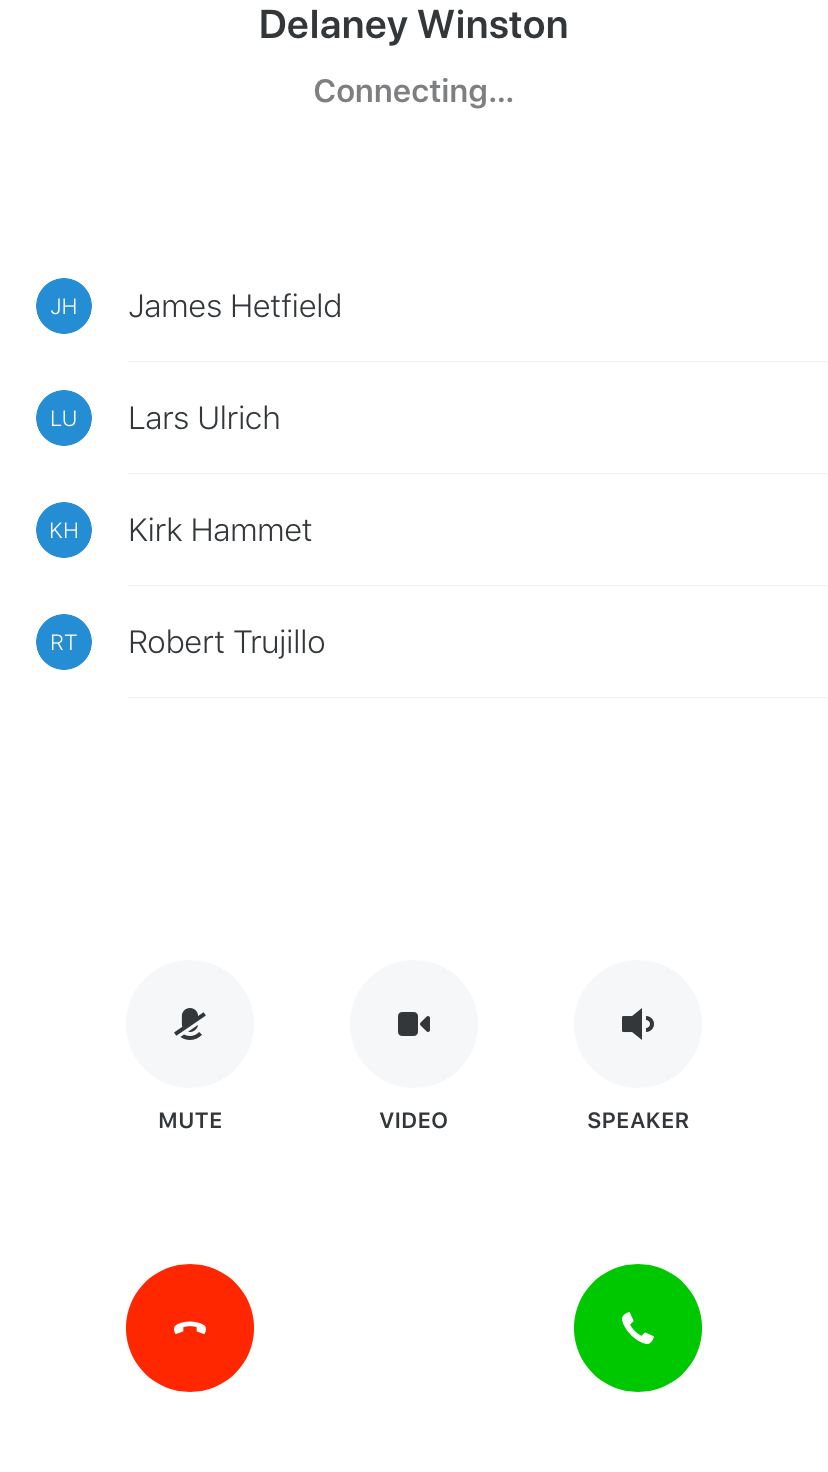 Delaney Winston
Connecting...
JH James Hetfield
LU Lars Ulrich
KH Kirk Hammet
RT Robert Trujillo
MUTE VIDEO SPEAKER